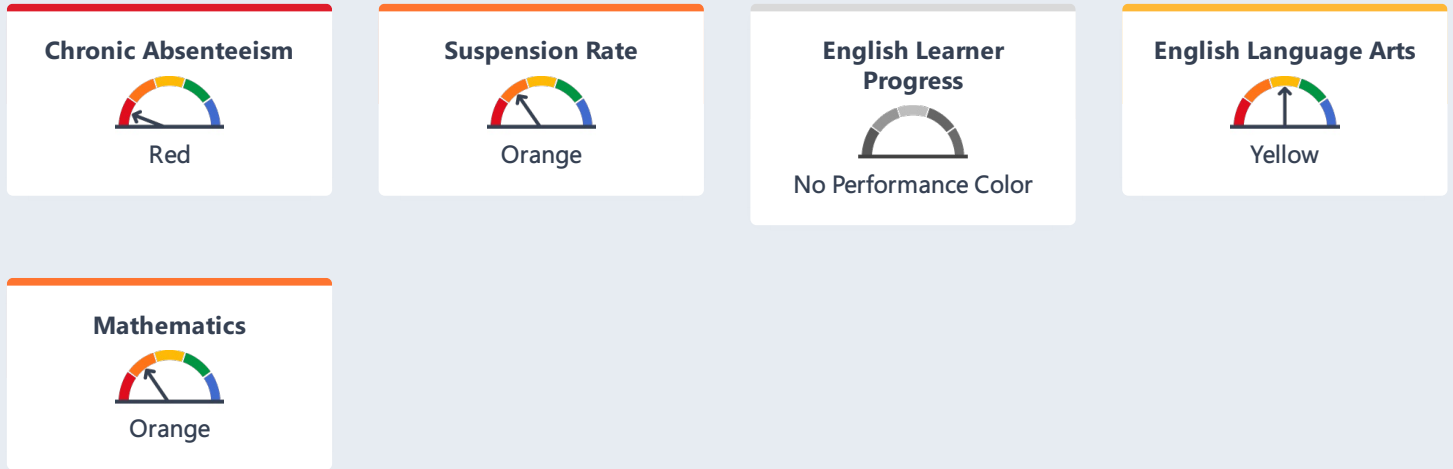 Chronic Absenteeism
Red
Suspension Rate
Orange
English Learner
Progress
No Performance Color
English Language Arts
Yellow
Mathematics
Orange